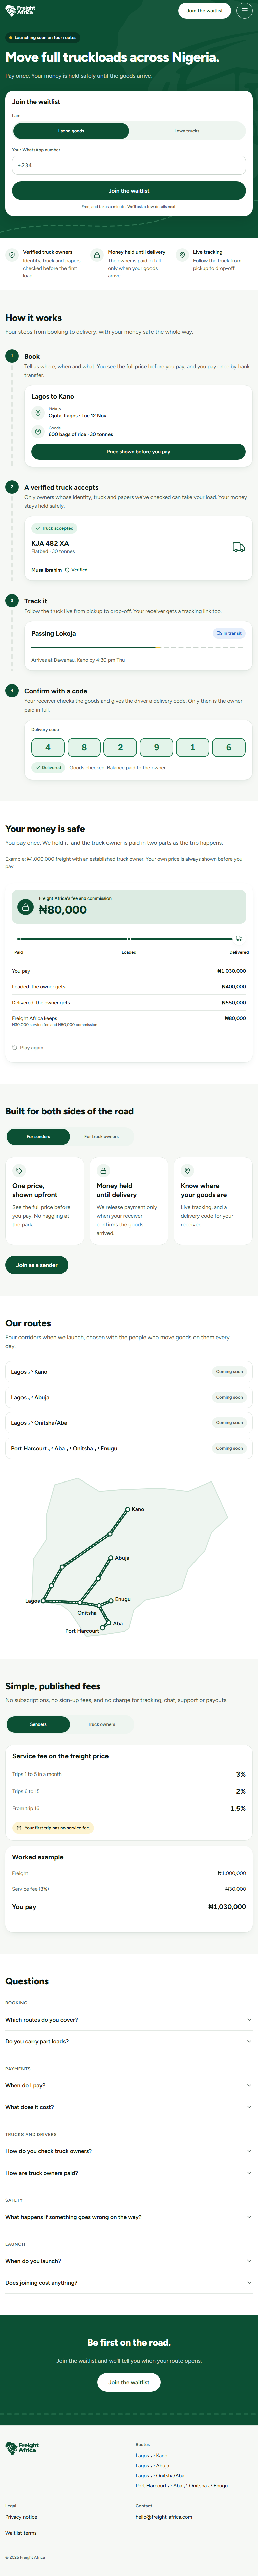 Freight
Africa
Join the waitlist
Launching soon on four routes
Move full truckloads across Nigeria.
Pay once. Your money is held safely until the goods arrive.
Join the waitlist
I am
I send goods
I own trucks
Your WhatsApp number
+234
Join the waitlist
Free, and takes a minute. We'll ask a few details next.
Verified truck owners
Identity, truck and papers
checked before the first
load.
Money held until delivery
The owner is paid in full
only when your goods
arrive.
Live tracking
Follow the truck from
pickup to drop-off.
How it works
Four steps from booking to delivery, with your money safe the whole way.
1
Book
Tell us where, when and what. You see the full price before you pay, and you pay once by bank
transfer.
Lagos to Kano
Pickup
Ojota, Lagos · Tue 12 Nov
Goods
600 bags of rice · 30 tonnes
Price shown before you pay
2
A verified truck accepts
Only owners whose identity, truck and papers we've checked can take your load. Your money
stays held safe.
Truck accepted
KJA 482 XA
Flatbed · 30 tonnes
Musa Ibrahim
Verified
3
Track it
Follow the truck live from pickup to drop-off. Your receiver gets a tracking link too.
Passing Lokoja
In transit
Arrives at Dawanau, Kano by 4:30 pm Thu
4
Confirm with a code
Your receiver checks the goods and gives the driver a delivery code. Only then is the owner
paid in full.
Delivery code
4 8 2 9 1 6
Delivered
Goods checked. Balance paid to the owner.
Your money is safe
You pay once. We hold it, and the truck owner is paid in two parts as the trip happens.
Example: ₦1,000,000 freight with an established truck owner. Your own price is always shown before you
pay.
Freight Africa's fee and commission
₦80,000
Paid
Loaded
Delivered
You pay
₦1,030,000
Loaded: the owner gets
₦400,000
Delivered: the owner gets
₦550,000
Freight Africa keeps
₦80,000
₦30,000 service fee and ₦50,000 commission
Play again
Built for both sides of the road
For senders
For truck owners
One price,
shown upfront
See the full price before
you pay. No haggling at
the park.
Money held
until delivery
We release payment only
when your receiver
confirms the goods
arrived.
Know where
your goods are
Live tracking, and a
delivery code for your
receiver.
Join as a sender
Our routes
Four corridors when we launch, chosen with the people who move goods on them every
day.
Lagos ⇄ Kano
Coming soon
Lagos ⇄ Abuja
Coming soon
Lagos ⇄ Onitsha/Aba
Coming soon
Port Harcourt ⇄ Aba ⇄ Onitsha ⇄ Enugu
Coming soon
Kano
Abuja
Lagos
Enugu
Onitsha
Aba
Port Harcourt
Simple, published fees
No subscriptions, no sign-up fees, and no charge for tracking, chat, support or payouts.
Senders
Truck owners
Service fee on the freight price
Trips 1 to 5 in a month
3%
Trips 6 to 15
2%
From trip 16
1.5%
Your first trip has no service fee.
Worked example
Freight
₦1,000,000
Service fee (3%)
₦30,000
You pay
₦1,030,000
Questions
BOOKING
Which routes do you cover?
Do you carry part loads?
PAYMENTS
When do I pay?
What does it cost?
TRUCKS AND DRIVERS
How do you check truck owners?
How are truck owners paid?
SAFETY
What happens if something goes wrong on the way?
LAUNCH
When do you launch?
Does joining cost anything?
Be first on the road.
Join the waitlist and we'll tell you when your route opens.
Join the waitlist
Freight
Africa
Routes
Lagos ⇄ Kano
Lagos ⇄ Abuja
Lagos ⇄ Onitsha/Aba
Port Harcourt ⇄ Aba ⇄ Onitsha ⇄ Enugu
Legal
Privacy notice
Waitlist terms
Contact
hello@freight-africa.com
© 2026 Freight Africa